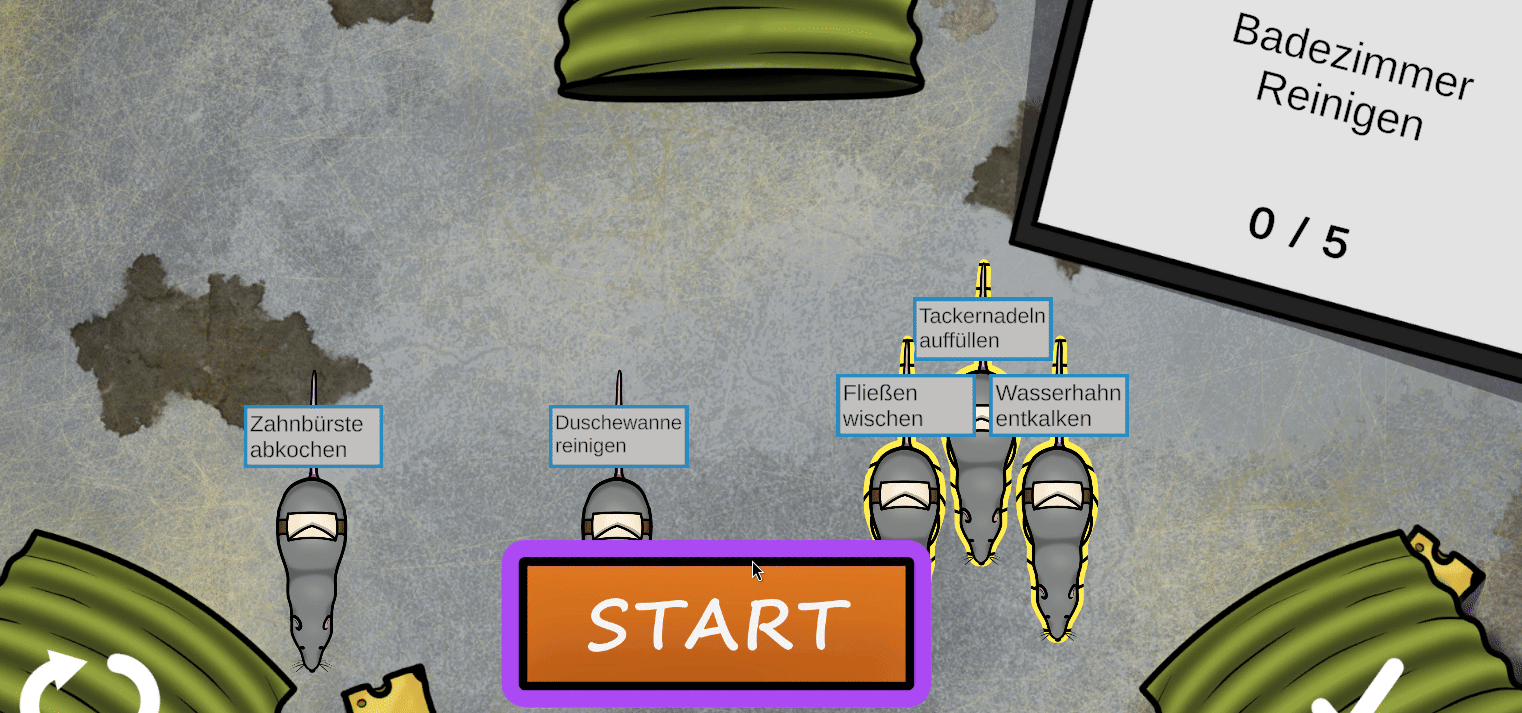 Badezimmer
Reinigen
0 / 5
Tackernadeln
auffüllen
Zahnbürste
abkochen
Duschewanne
reinigen
Fließen
wischen
Wasserhahn
entkalken
START